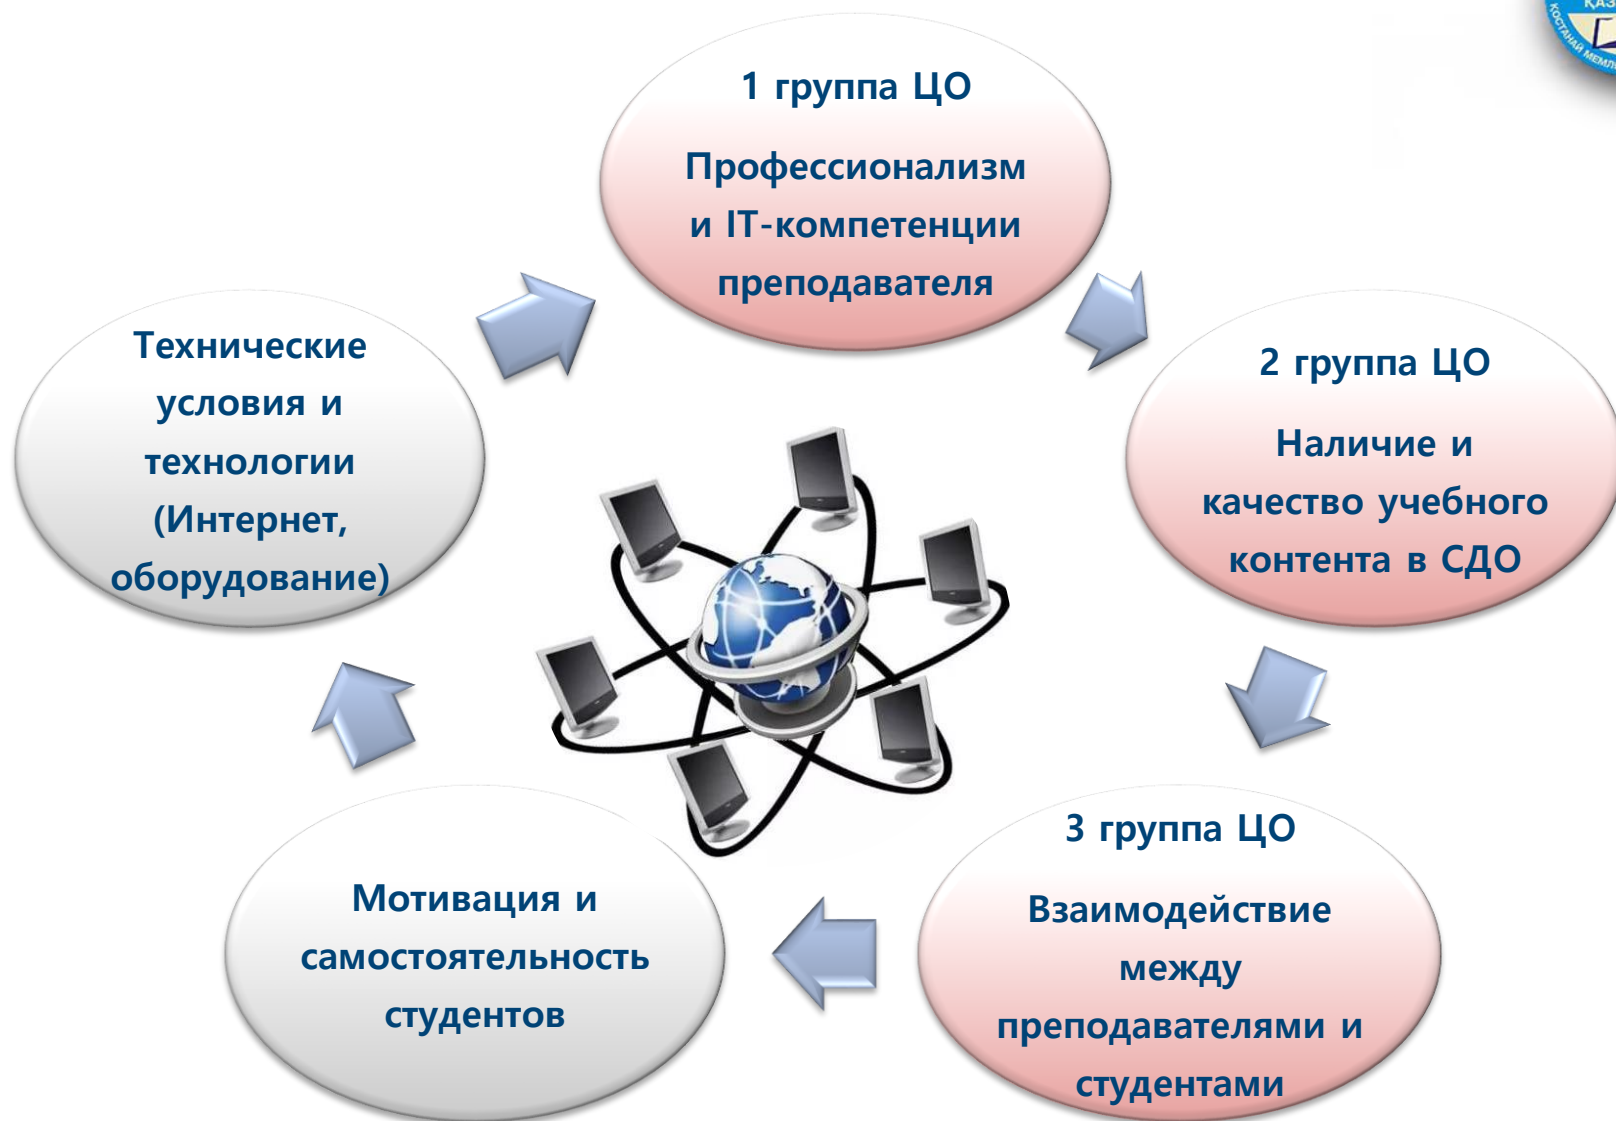 1 группа ЦО
Профессионализм
и IT-компетенции
преподавателя
2 группа ЦО
Наличие и
качество учебного
контента в СДО
3 группа ЦО
Взаимодействие
между
преподавателями и
студентами
Мотивация и
самостоятельность
студентов
Технические
условия и
технологии
(Интернет,
оборудование)
ҚОСТАНАЙ